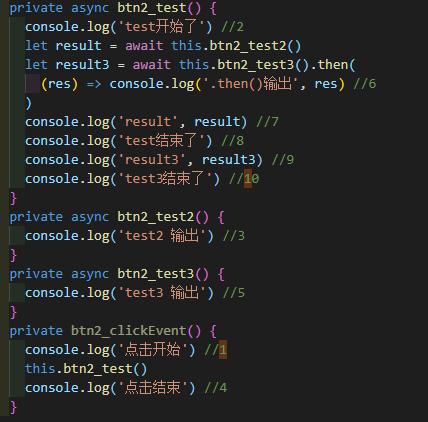 private async btn2_test() {
console.log('test开始了') //2
let result = await this.btn2_test2()
let result3 = await this.btn2_test3().then(
(res) => console.log('.then()输出', res) //6
)
console.log('result', result) //7
console.log('test结束了') //8
console.log('result3', result3) //9
console.log('test3结束了') //10
}
private async btn2_test2() {
console.log('test2 输出') //3
}
private async btn2_test3() {
console.log('test3 输出') //5
}
private btn2_clickEvent() {
console.log('点击开始') //1
this.btn2_test()
console.log('点击结束') //4
}